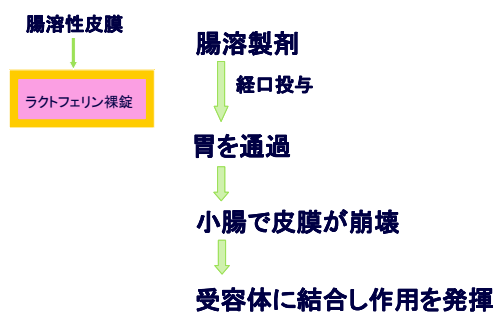 腸溶性皮膜
ラクトフェリン裸錠
腸溶製剤
経口投与
胃を通過
小腸で皮膜が崩壊
受容体に結合し作用を発揮